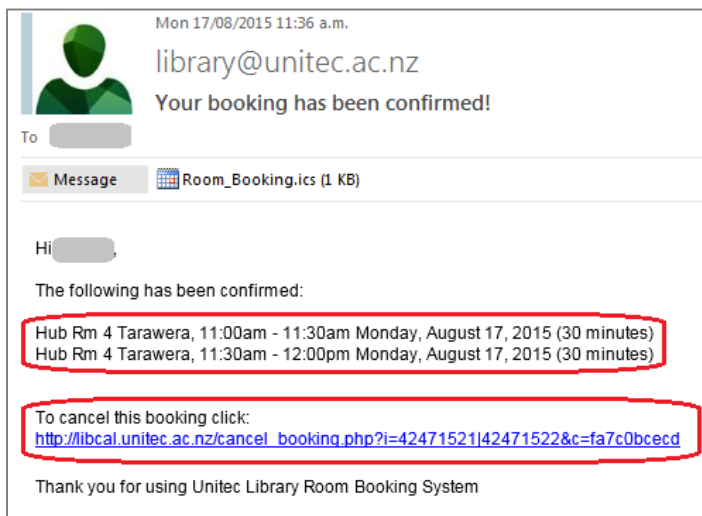 Mon 17/08/2015 11:36 a.m.
library@unitec.ac.nz
Your booking has been confirmed!
To
Message Room_Booking.ics (1 KB)
Hi ,
The following has been confirmed:
Hub Rm 4 Tarawera, 11:00am - 11:30am Monday, August 17, 2015 (30 minutes)
Hub Rm 4 Tarawera, 11:30am - 12:00pm Monday, August 17, 2015 (30 minutes)
To cancel this booking click:
http://libcal.unitec.ac.nz/cancel_booking.php?i=42471521|42471522&c=fa7c0bcecd
Thank you for using Unitec Library Room Booking System